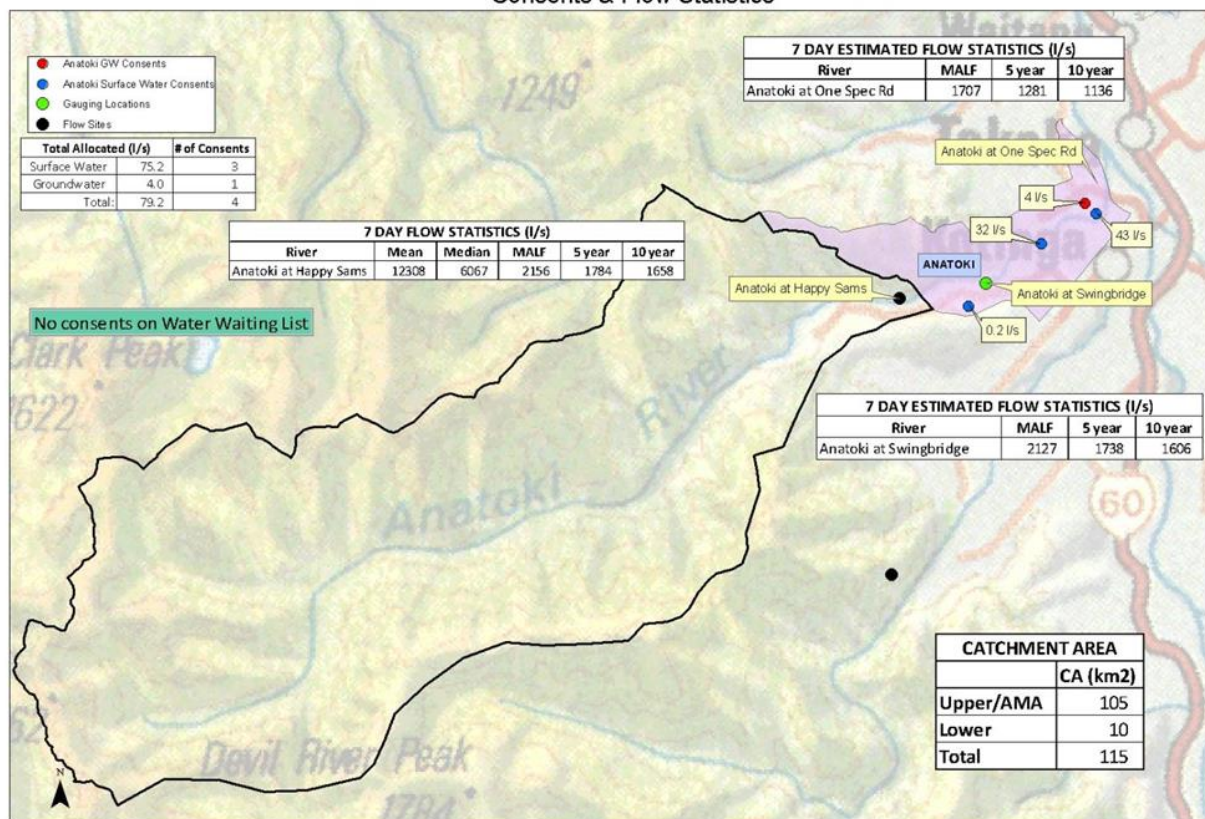 Consents & Flow Statistics
Anatoki GW Consents
Anatoki Surface Water Consents
Gauging Locations
Flow Sites
Total Allocated (l/s) # of Consents
Surface Water 75.2 3
Groundwater 4.0 1
Total: 79.2 4
7 DAY ESTIMATED FLOW STATISTICS (l/s)
River MALF 5 year 10 year
Anatoki at One Spec Rd 1707 1281 1136
1249
Anatoki at One Spec Rd
4 l/s
43 l/s
32 l/s
7 DAY FLOW STATISTICS (l/s)
River Mean Median MALF 5 year 10 year
Anatoki at Happy Sams 12308 6067 2156 1784 1658
ANATOKI
Anatoki at Happy Sams
Anatoki at Swingbridge
0.2 l/s
No consents on Water Waiting List
Clark Peak
1622
Anatoki River
7 DAY ESTIMATED FLOW STATISTICS (l/s)
River MALF 5 year 10 year
Anatoki at Swingbridge 2127 1738 1606
60
CATCHMENT AREA
CA (km2)
Upper/AMA 105
Lower 10
Total 115
Devil River Peak
1784
N